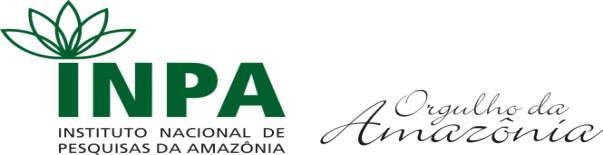 INPA
INSTITUTO NACIONAL DE
PESQUISAS DA AMAZÔNIA
Orgulho da
Amazônia